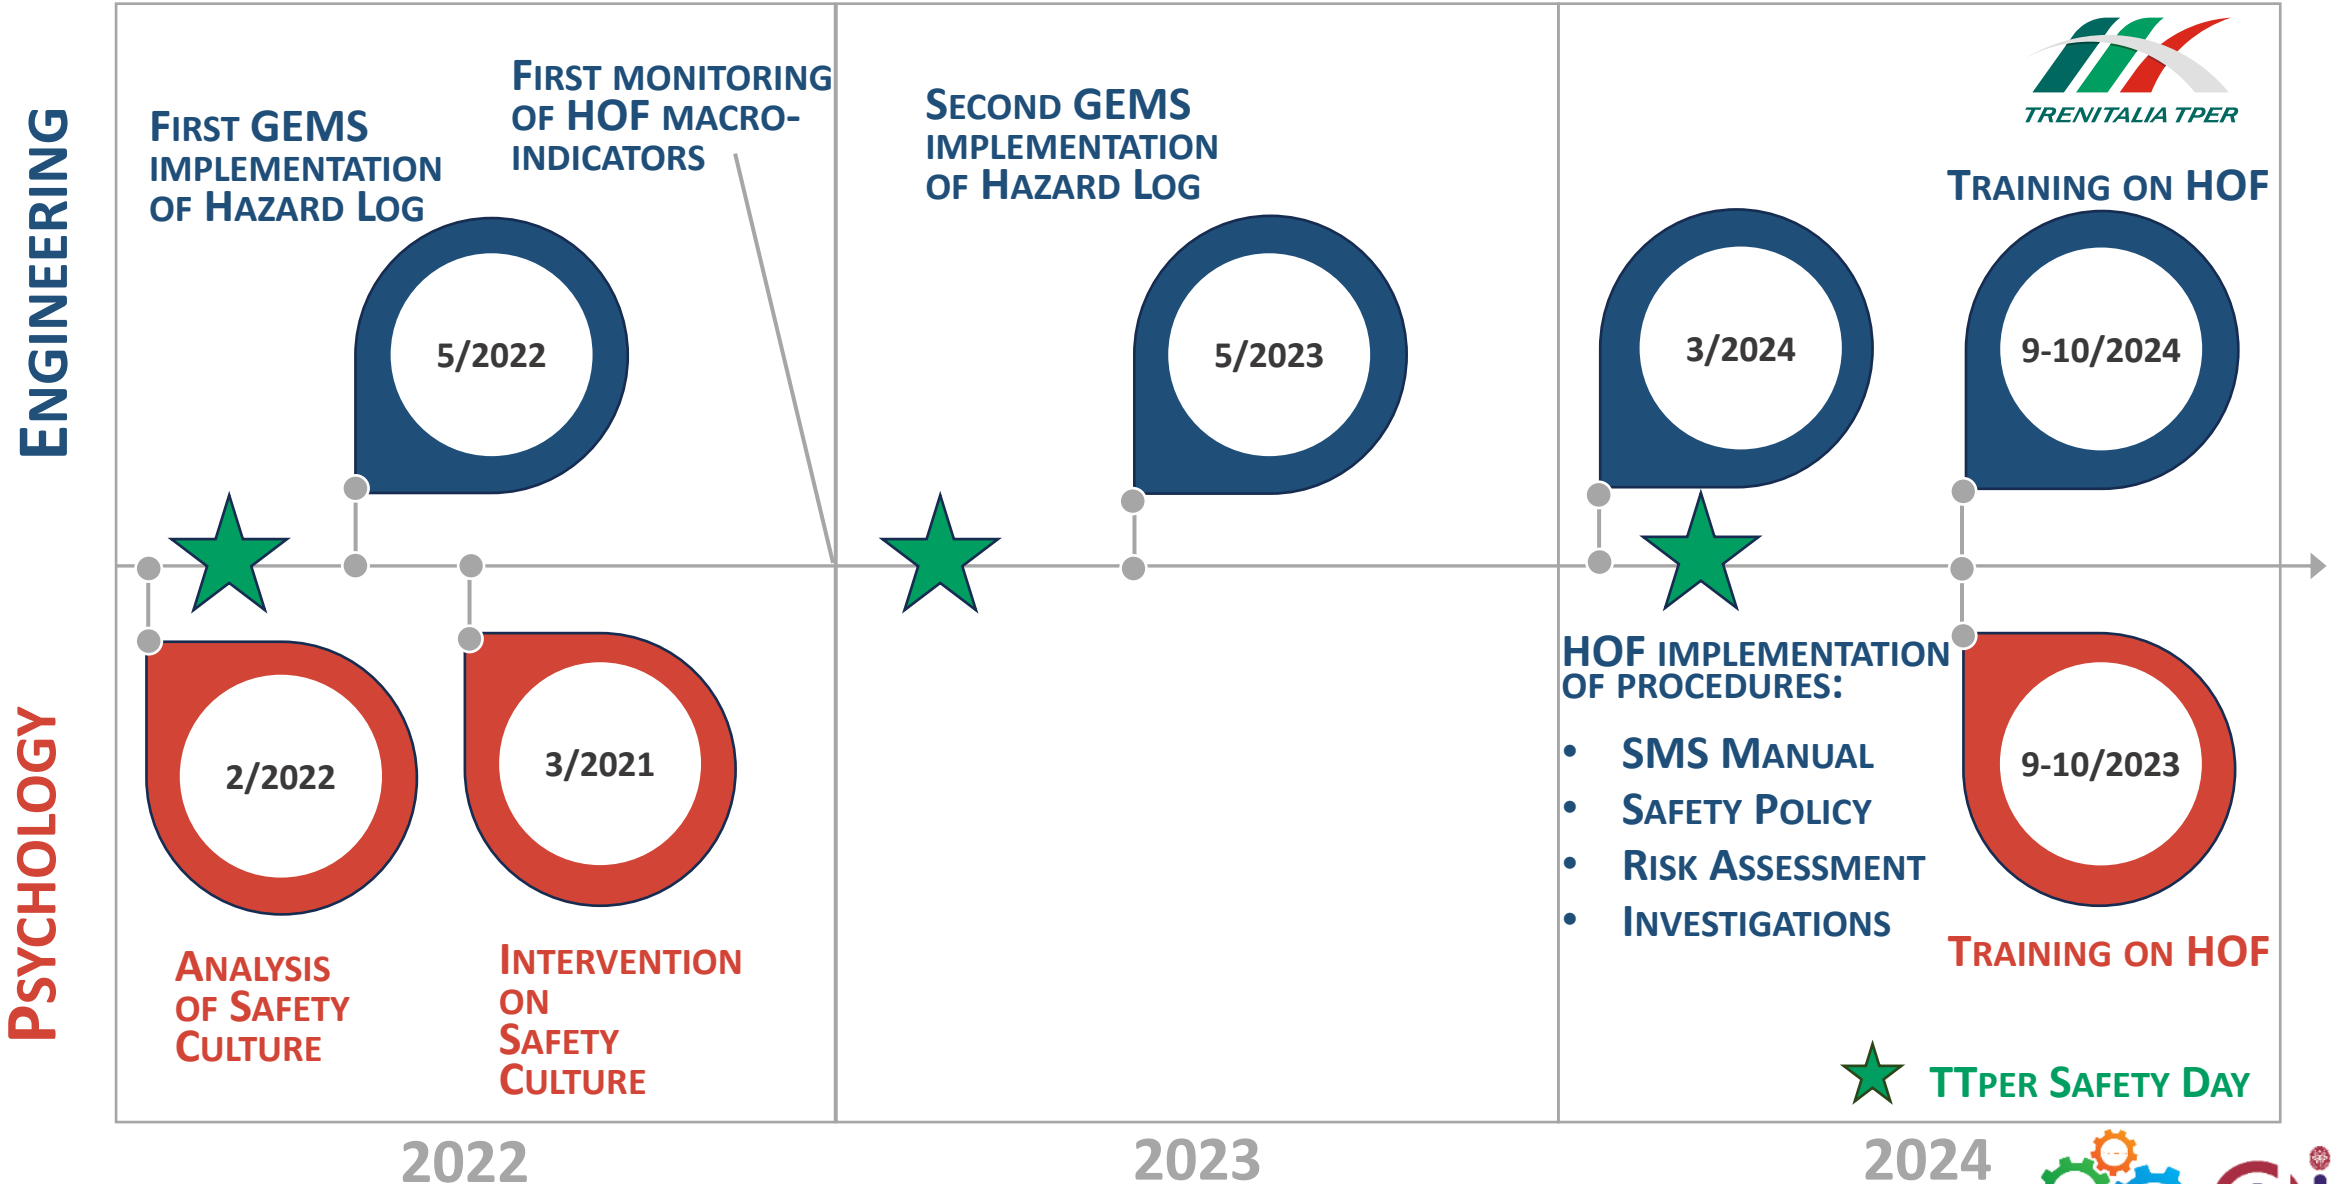 ENGINEERING
PSYCHOLOGY
FIRST GEMS
IMPLEMENTATION
OF HAZARD LOG
FIRST MONITORING
OF HOF MACRO-
INDICATORS
5/2022
2/2022
3/2021
ANALYSIS
OF SAFETY
CULTURE
INTERVENTION
ON
SAFETY
CULTURE
SECOND GEMS
IMPLEMENTATION
OF HAZARD LOG
5/2023
TRENITALIA TPER
TRAINING ON HOF
3/2024
9-10/2024
HOF IMPLEMENTATION
OF PROCEDURES:
• SMS MANUAL
• SAFETY POLICY
• RISK ASSESSMENT
• INVESTIGATIONS
9-10/2023
TRAINING ON HOF
TTPER SAFETY DAY
2022
2023
2024